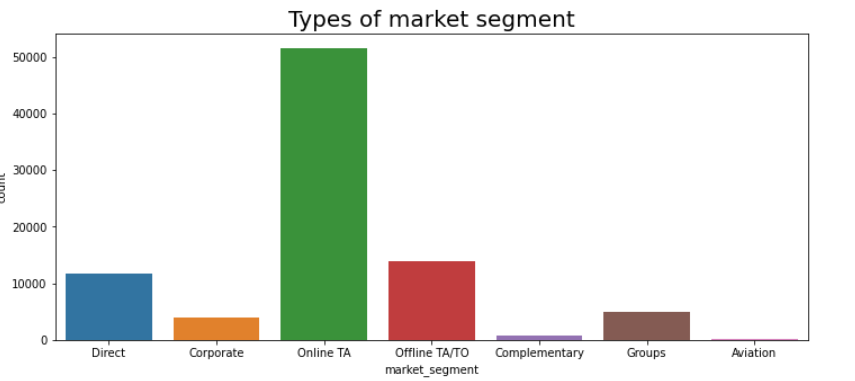 Types of market segment
50000
40000
30000
20000
10000
0
count
Direct Corporate Online TA Offline TA/TO Complementary Groups Aviation
market_segment